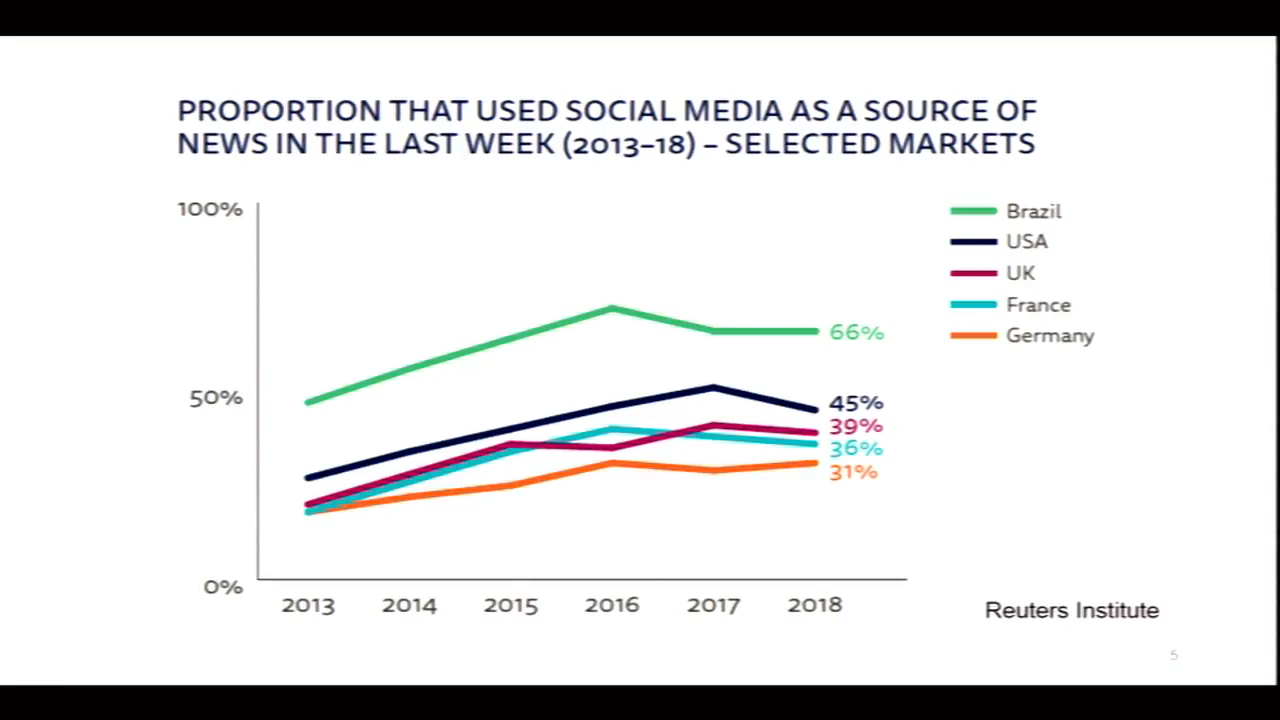 PROPORTION THAT USED SOCIAL MEDIA AS A SOURCE OF
NEWS IN THE LAST WEEK (2013–18) – SELECTED MARKETS
100%
50%
0%
2013 2014 2015 2016 2017 2018
66%
45%
39%
36%
31%
Brazil
USA
UK
France
Germany
Reuters Institute
5